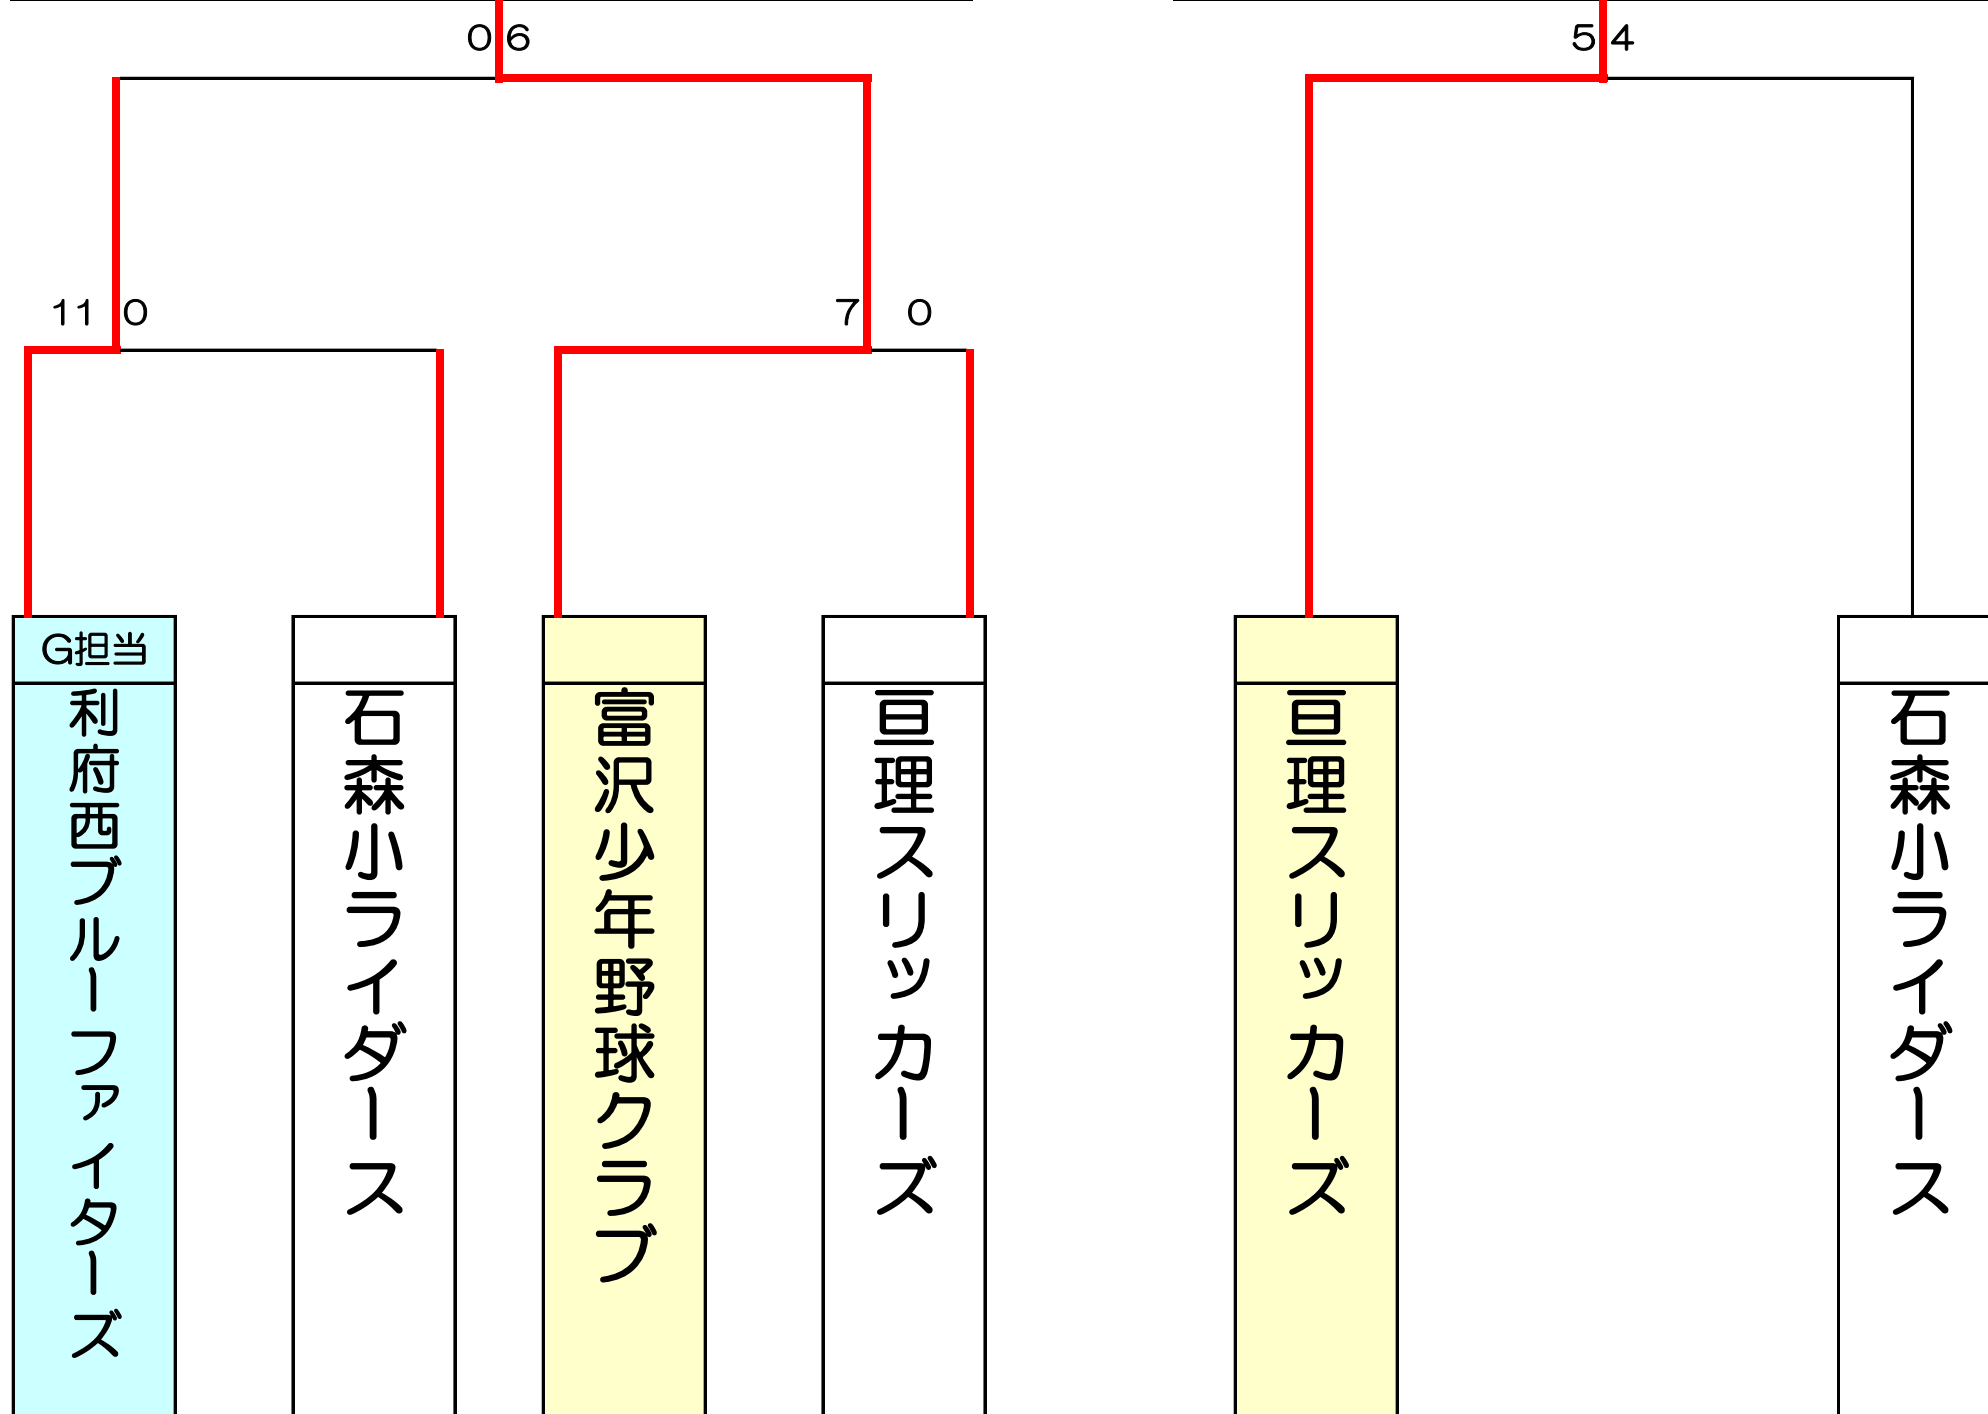 0 6
5 4
11 0
7 0
G担当
利府西ブルーファイターズ
石森小ライダース
富沢少年野球クラブ
亘理スリッカーズ
亘理スリッカーズ
石森小ライダース